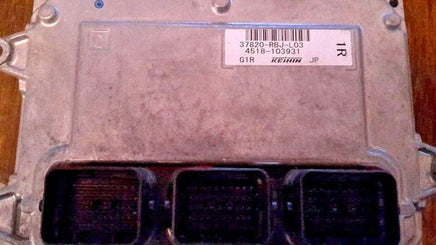 37820-RBJ-L03
4518-103931
G1R KEIHIN JP
1R